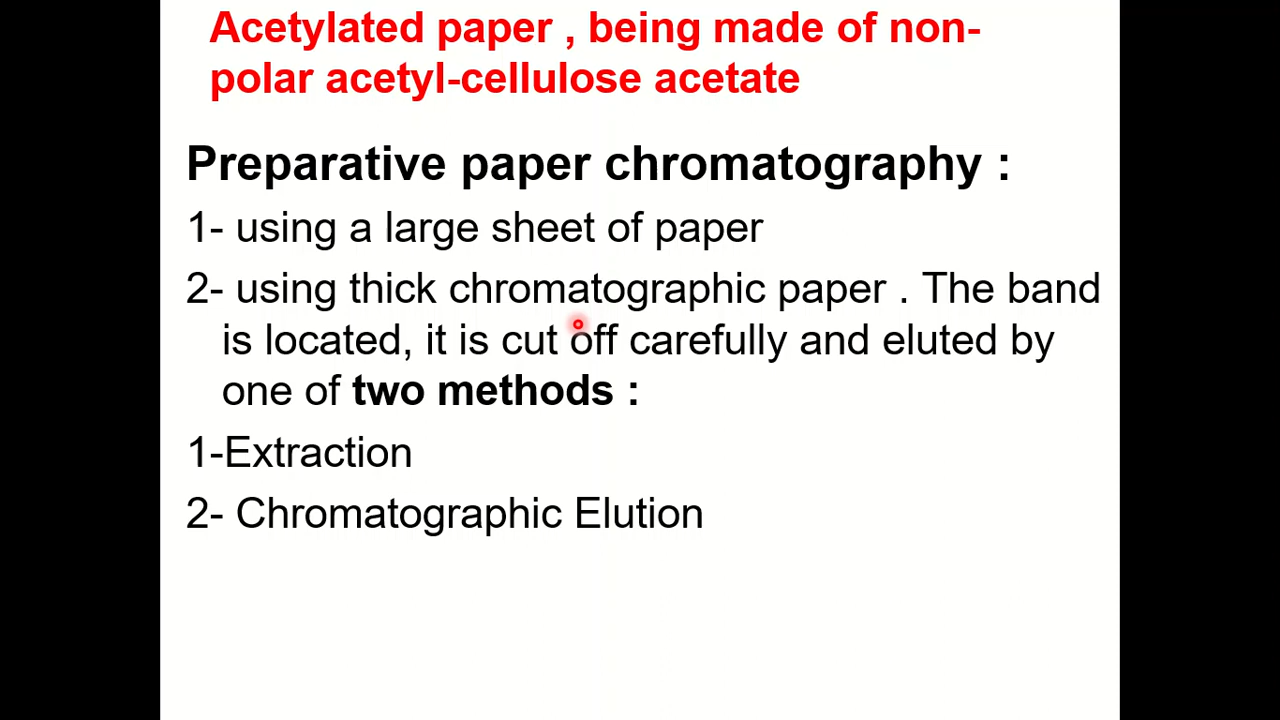 Acetylated paper , being made of non-
polar acetyl-cellulose acetate
Preparative paper chromatography :
1- using a large sheet of paper
2- using thick chromatographic paper . The band
is located, it is cut off carefully and eluted by
one of two methods :
1-Extraction
2- Chromatographic Elution